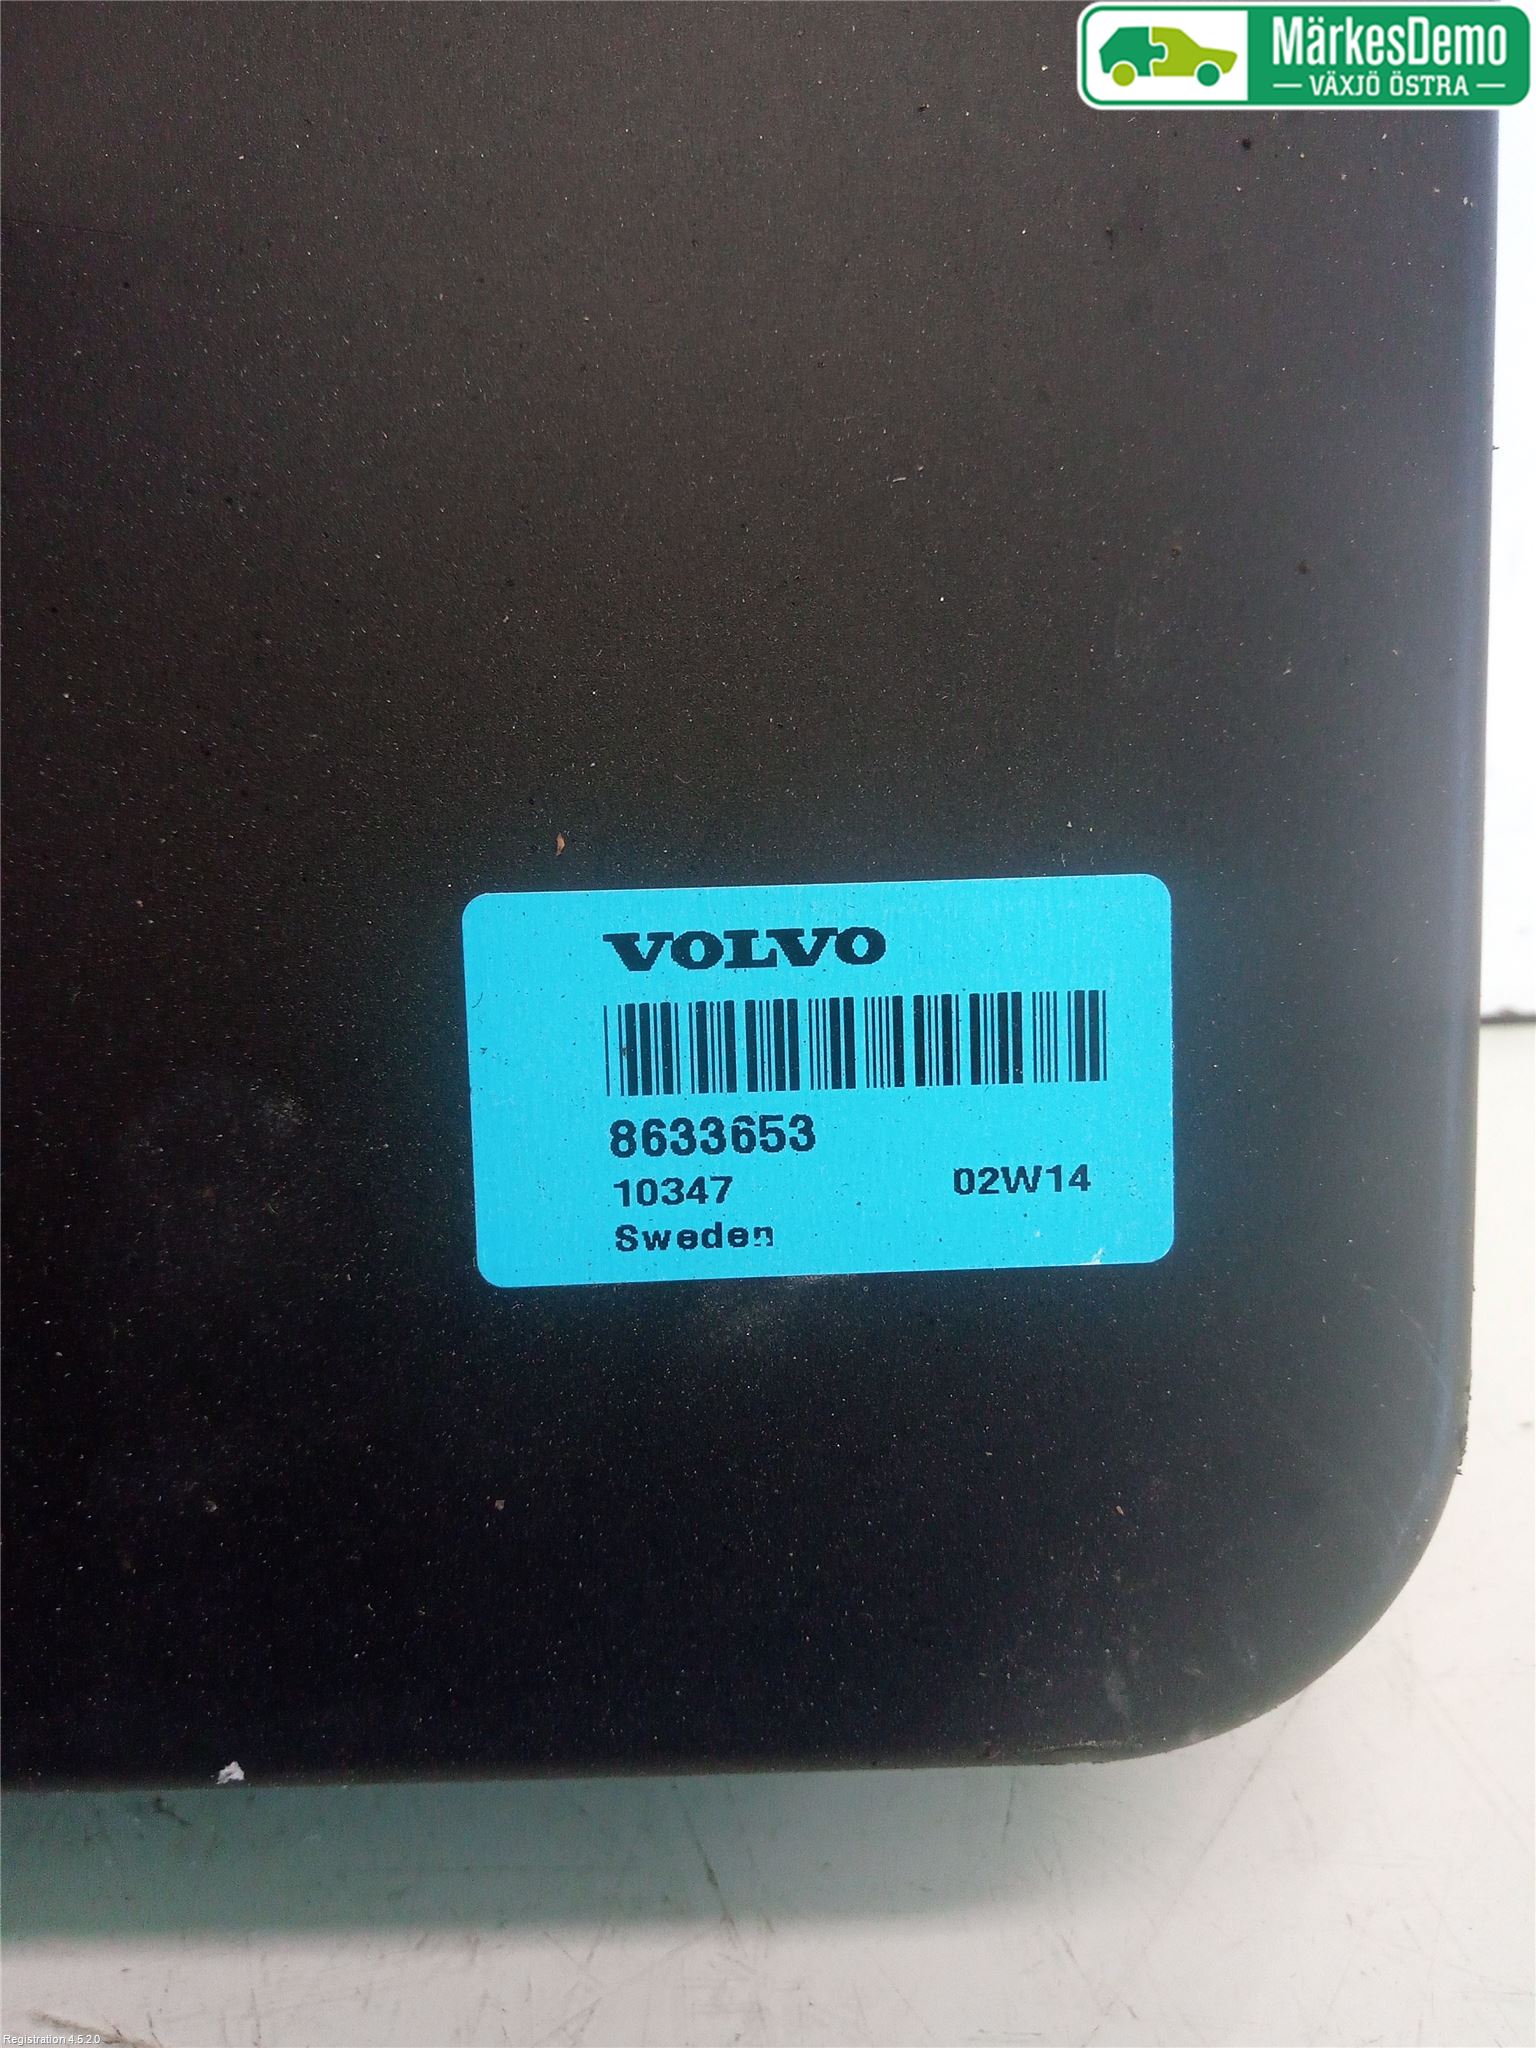 MärkesDemo
VÄXJÖ ÖSTRA
VOLVO
8633653
10347 02W14
Sweden
Registration 4.5.2.0